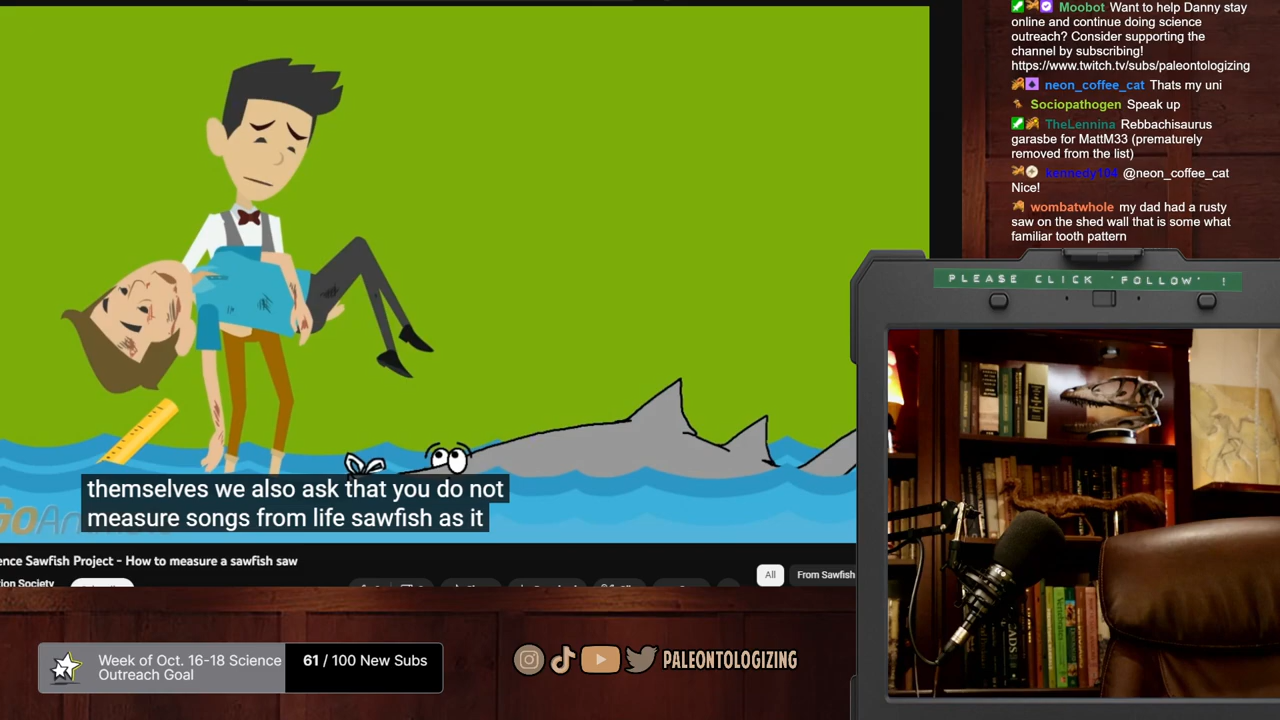 Moobot Want to help Danny stay
online and continue doing science
outreach? Consider supporting the
channel by subscribing!
https://www.twitch.tv/subs/paleontologizing
neon_coffee_cat Thats my uni
Sociopathogen Speak up
TheLennina Rebbachisaurus
garasbe for MattM33 (prematurely
removed from the list)
kennedy104 @neon_coffee_cat
Nice!
wombatwhole my dad had a rusty
saw on the shed wall that is some what
familiar tooth pattern
PLEASE CLICK 'FOLLOW' !
themselves we also ask that you do not
measure songs from life sawfish as it
GoAn
ence Sawfish Project - How to measure a sawfish saw
ion Society
All
From Sawfish
Week of Oct. 16-18 Science
Outreach Goal
61 / 100 New Subs
PALEONTOLOGIZING